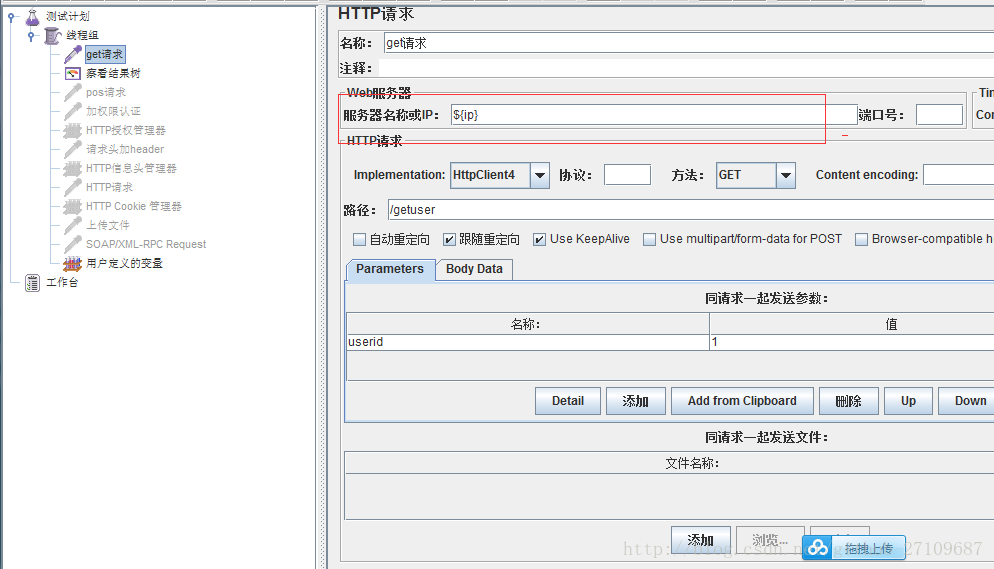 测试计划
线程组
get请求
察看结果树
pos请求
加权限认证
HTTP授权管理器
请求头加header
HTTP信息头管理器
HTTP请求
HTTP Cookie 管理器
上传文件
SOAP/XML-RPC Request
用户定义的变量
工作台
HTTP请求
名称： get请求
注释：
Web服务器
Tim
服务器名称或IP： ${ip} 端口号： Co
HTTP请求
Implementation: HttpClient4 协议： 方法： GET Content encoding:
路径： /getuser
自动重定向 跟随重定向 Use KeepAlive Use multipart/form-data for POST Browser-compatible h
Parameters Body Data
同请求一起发送参数：
名称： 值
userid 1
Detail 添加 Add from Clipboard 删除 Up Down
同请求一起发送文件：
文件名称：
添加 浏览...
拖拽上传
27109687